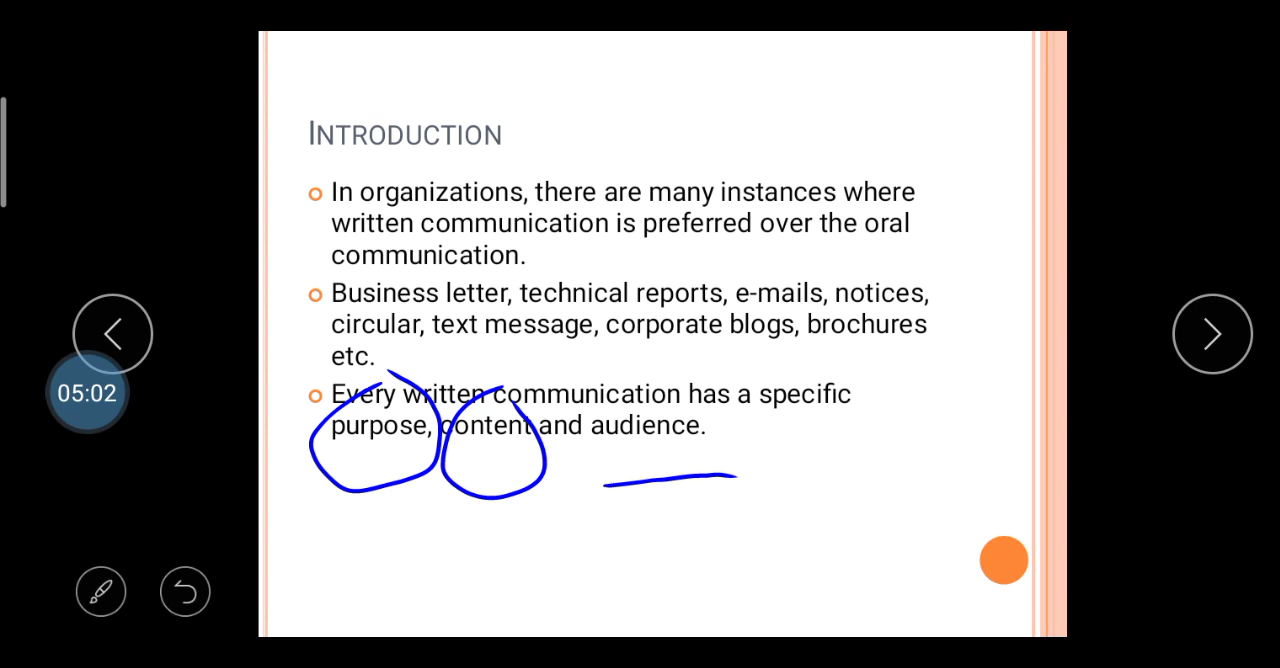 INTRODUCTION
In organizations, there are many instances where
written communication is preferred over the oral
communication.
Business letter, technical reports, e-mails, notices,
circular, text message, corporate blogs, brochures
etc.
05:02
Every written communication has a specific
purpose, content and audience.